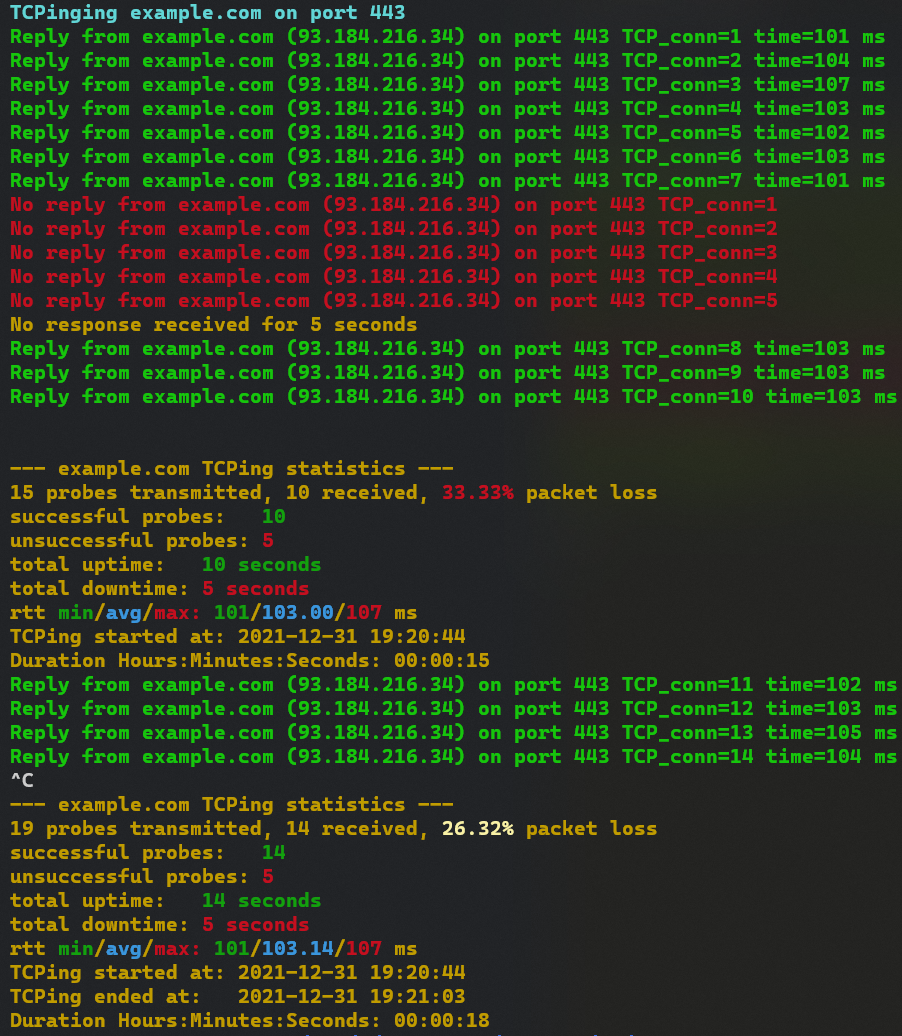 TCPinging example.com on port 443
Reply from example.com (93.184.216.34) on port 443 TCP_conn=1 time=101 ms
Reply from example.com (93.184.216.34) on port 443 TCP_conn=2 time=104 ms
Reply from example.com (93.184.216.34) on port 443 TCP_conn=3 time=107 ms
Reply from example.com (93.184.216.34) on port 443 TCP_conn=4 time=103 ms
Reply from example.com (93.184.216.34) on port 443 TCP_conn=5 time=102 ms
Reply from example.com (93.184.216.34) on port 443 TCP_conn=6 time=103 ms
Reply from example.com (93.184.216.34) on port 443 TCP_conn=7 time=101 ms
No reply from example.com (93.184.216.34) on port 443 TCP_conn=1
No reply from example.com (93.184.216.34) on port 443 TCP_conn=2
No reply from example.com (93.184.216.34) on port 443 TCP_conn=3
No reply from example.com (93.184.216.34) on port 443 TCP_conn=4
No reply from example.com (93.184.216.34) on port 443 TCP_conn=5
No response received for 5 seconds
Reply from example.com (93.184.216.34) on port 443 TCP_conn=8 time=103 ms
Reply from example.com (93.184.216.34) on port 443 TCP_conn=9 time=103 ms
Reply from example.com (93.184.216.34) on port 443 TCP_conn=10 time=103 ms
--- example.com TCPing statistics ---
15 probes transmitted, 10 received, 33.33% packet loss
successful probes:   10
unsuccessful probes: 5
total uptime:   10 seconds
total downtime: 5 seconds
rtt min/avg/max: 101/103.00/107 ms
TCPing started at: 2021-12-31 19:20:44
Duration Hours:Minutes:Seconds: 00:00:15
Reply from example.com (93.184.216.34) on port 443 TCP_conn=11 time=102 ms
Reply from example.com (93.184.216.34) on port 443 TCP_conn=12 time=103 ms
Reply from example.com (93.184.216.34) on port 443 TCP_conn=13 time=105 ms
Reply from example.com (93.184.216.34) on port 443 TCP_conn=14 time=104 ms
^C
--- example.com TCPing statistics ---
19 probes transmitted, 14 received, 26.32% packet loss
successful probes:   14
unsuccessful probes: 5
total uptime:   14 seconds
total downtime: 5 seconds
rtt min/avg/max: 101/103.14/107 ms
TCPing started at: 2021-12-31 19:20:44
TCPing ended at:   2021-12-31 19:21:03
Duration Hours:Minutes:Seconds: 00:00:18